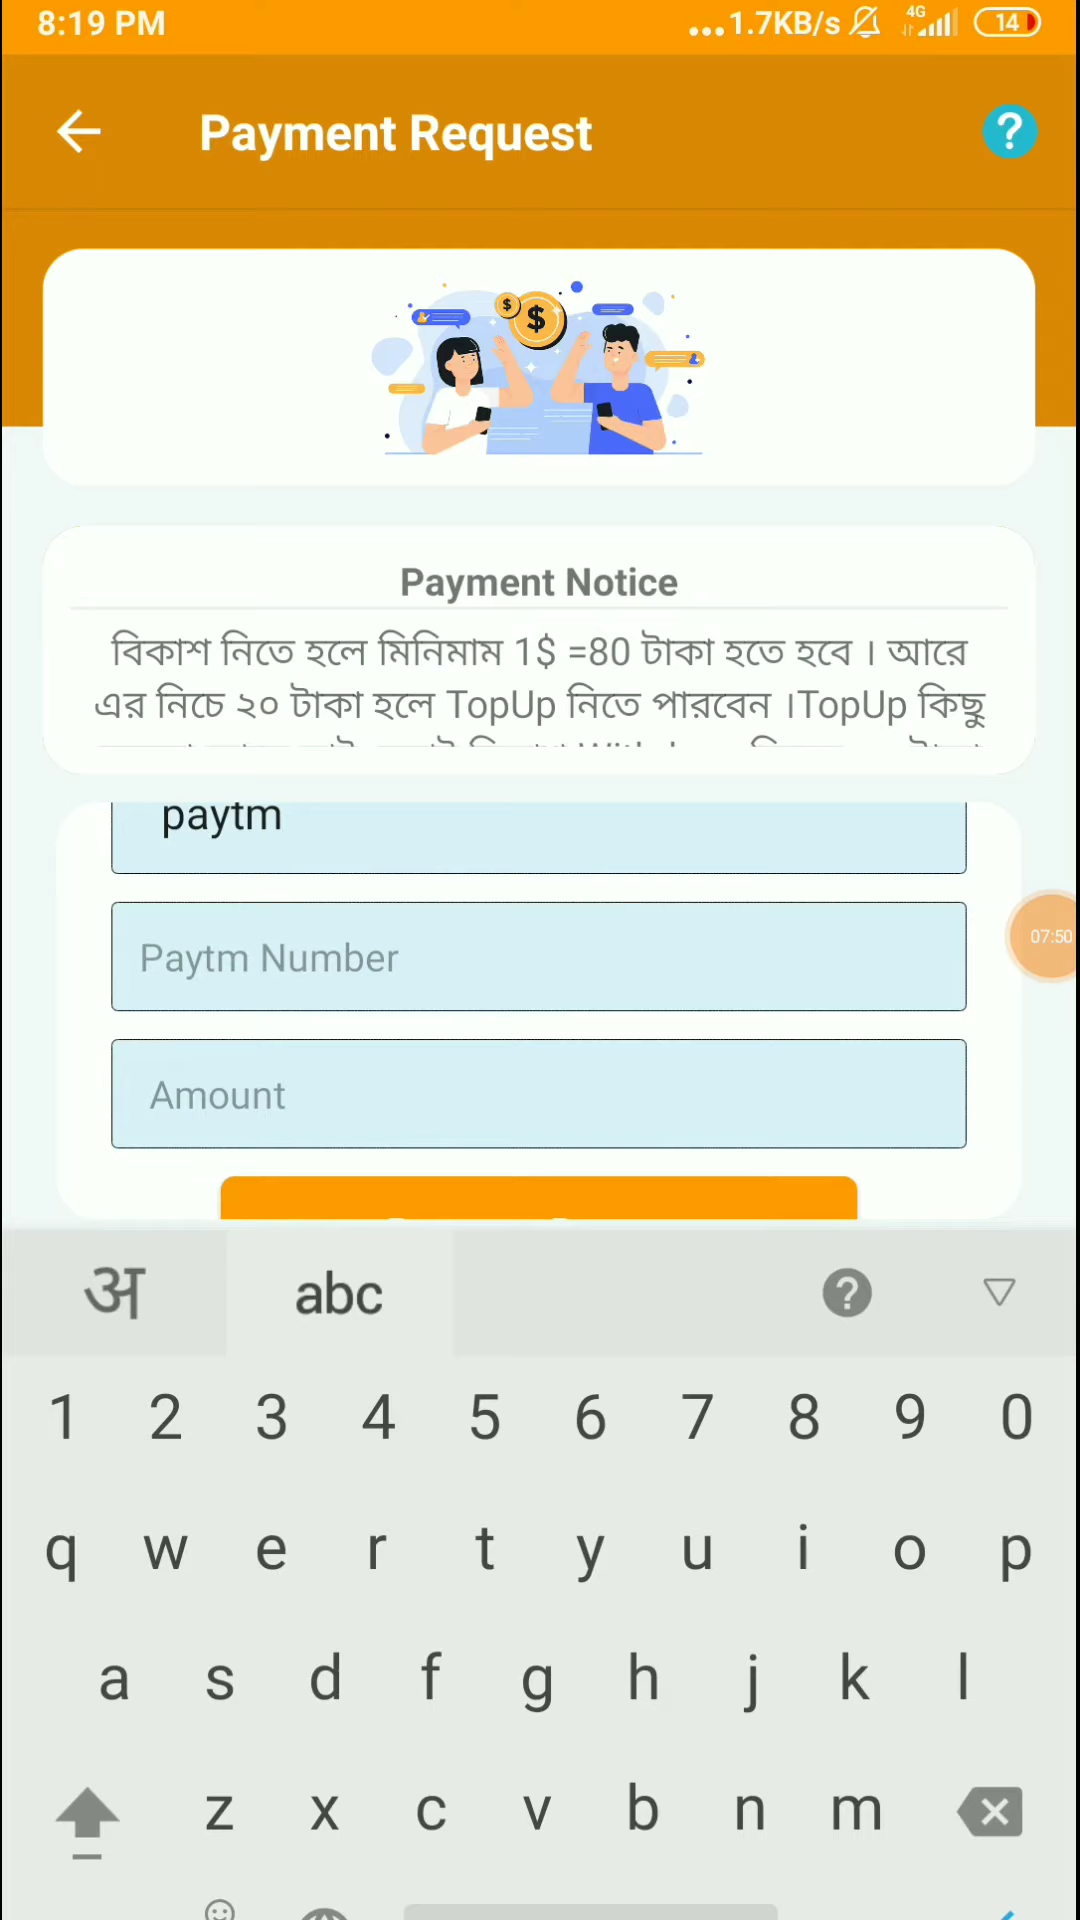 8:19 PM
...1.7KB/s 4G 14
Payment Request
?
$ $
Payment Notice
বিকাশ নিতে হলে মিনিমাম 1$ =80 টাকা হতে হবে । আরে
এর নিচে ২০ টাকা হলে TopUp নিতে পারবেন ।TopUp কিছু
paytm
Paytm Number
07:50
Amount
अ abc ?
1 2 3 4 5 6 7 8 9 0
q w e r t y u i o p
a s d f g h j k l
z x c v b n m